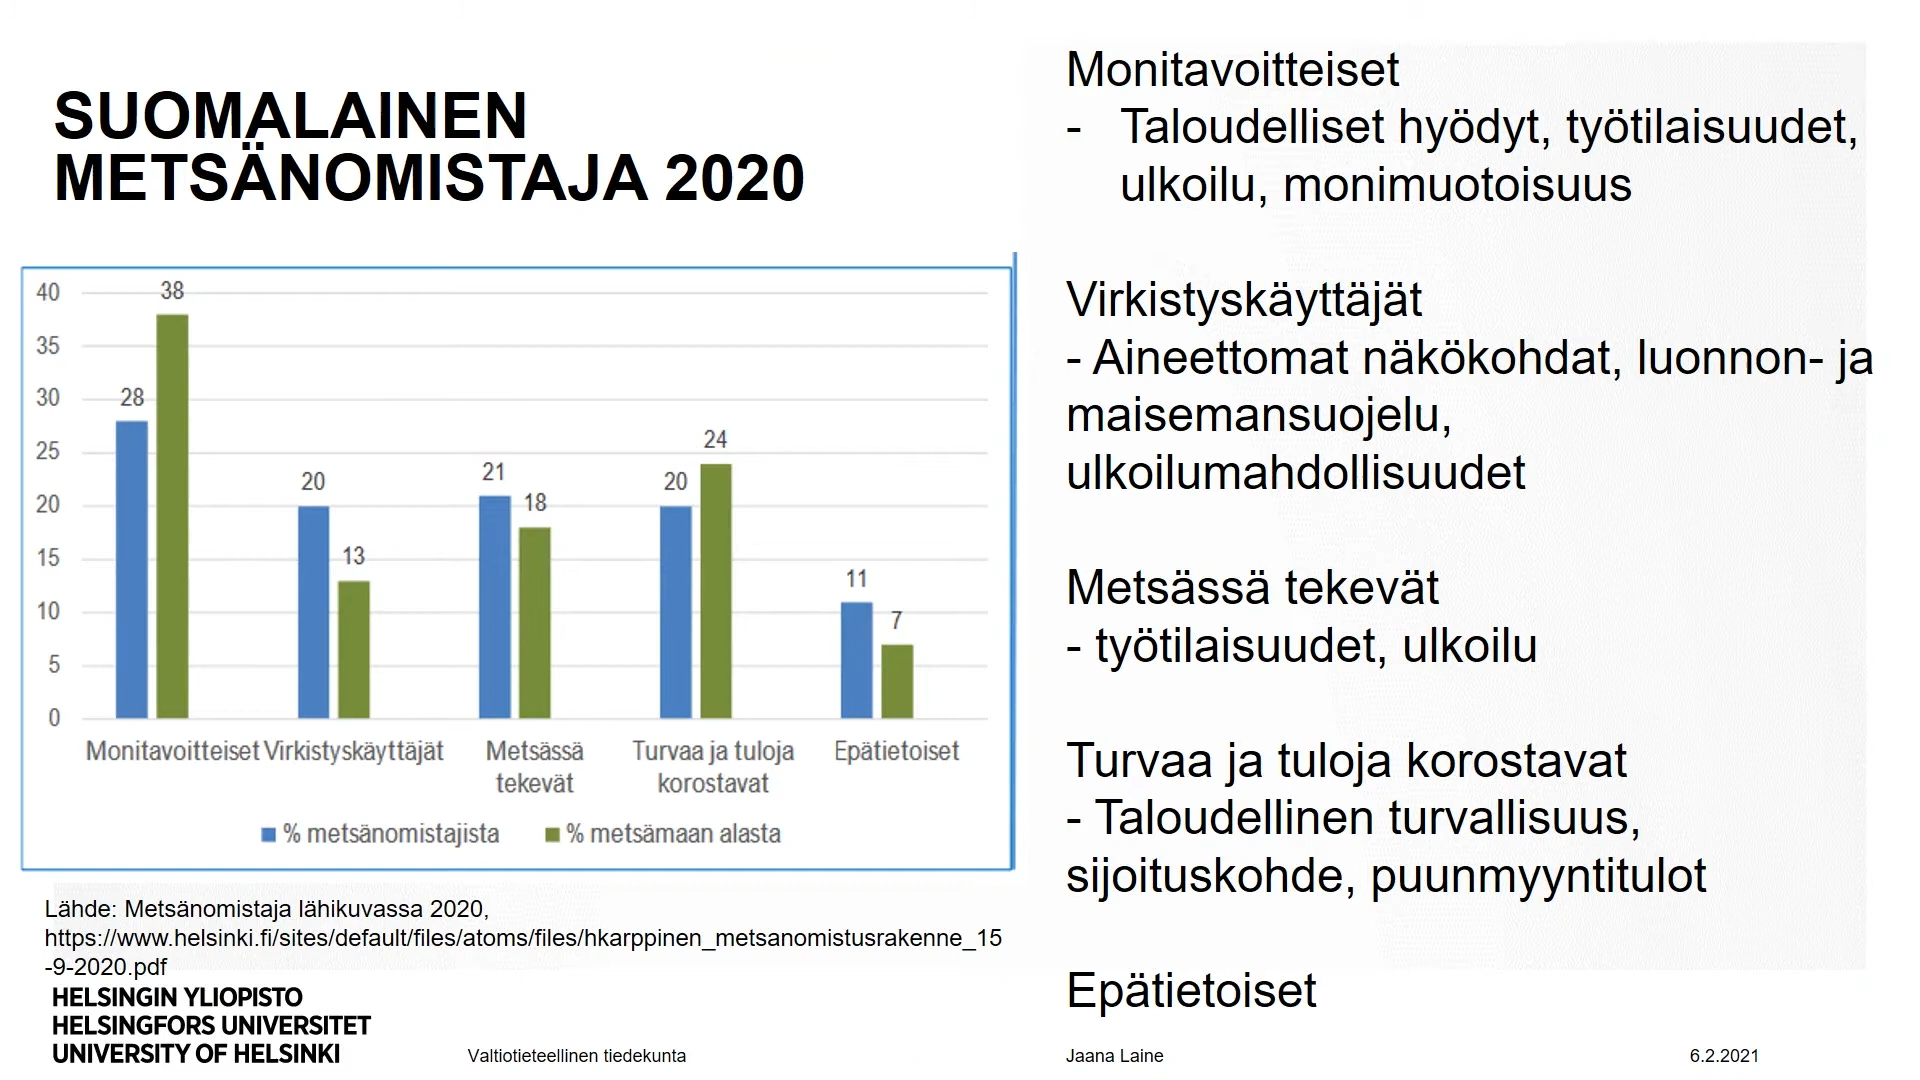 SUOMALAINEN
METSÄNOMISTAJA 2020
40
35
30
25
20
15
10
5
0
28
38
20
13
21
18
20
24
11
7
Monitavoitteiset
Virkistyskäyttäjät
Metsässä
tekevät
Turvaa ja tuloja
korostavat
Epätietoiset
% metsänomistajista
% metsämaan alasta
Lähde: Metsänomistaja lähikuvassa 2020,
https://www.helsinki.fi/sites/default/files/atoms/files/hkarppinen_metsanomistusrakenne_15
-9-2020.pdf
Monitavoitteiset
- Taloudelliset hyödyt, työtilaisuudet,
ulkoilu, monimuotoisuus
Virkistyskäyttäjät
- Aineettomat näkökohdat, luonnon- ja
maisemansuojelu,
ulkoilumahdollisuudet
Metsässä tekevät
- työtilaisuudet, ulkoilu
Turvaa ja tuloja korostavat
- Taloudellinen turvallisuus,
sijoituskohde, puunmyyntitulot
Epätietoiset
HELSINGIN YLIOPISTO
HELSINGFORS UNIVERSITET
UNIVERSITY OF HELSINKI
Valtiotieteellinen tiedekunta
Jaana Laine
6.2.2021